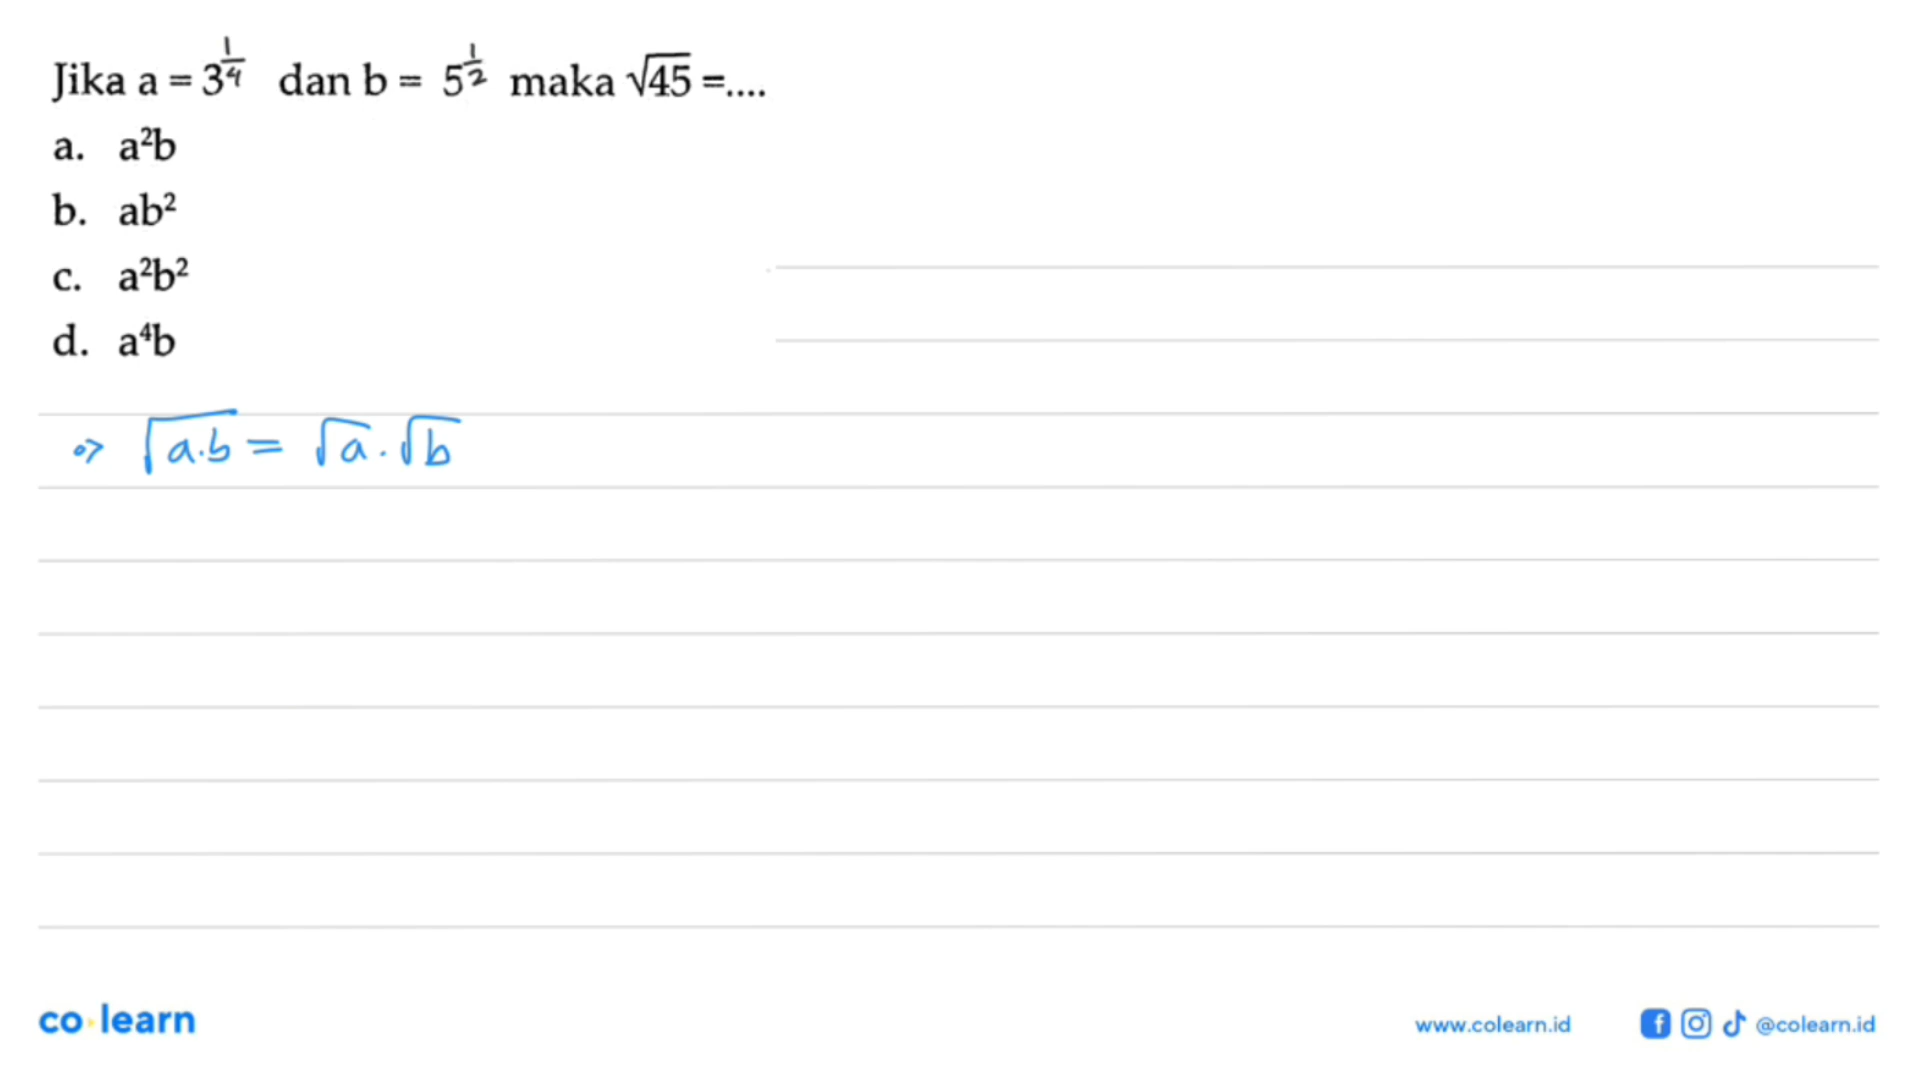 Jika a = 3^(1/4) dan b = 5^(1/2) maka √45 =....
a. a²b
b. ab²
c. a²b²
d. a⁴b
⇒ √a.b = √a . √b
co learn
www.colearn.id @colearn.id